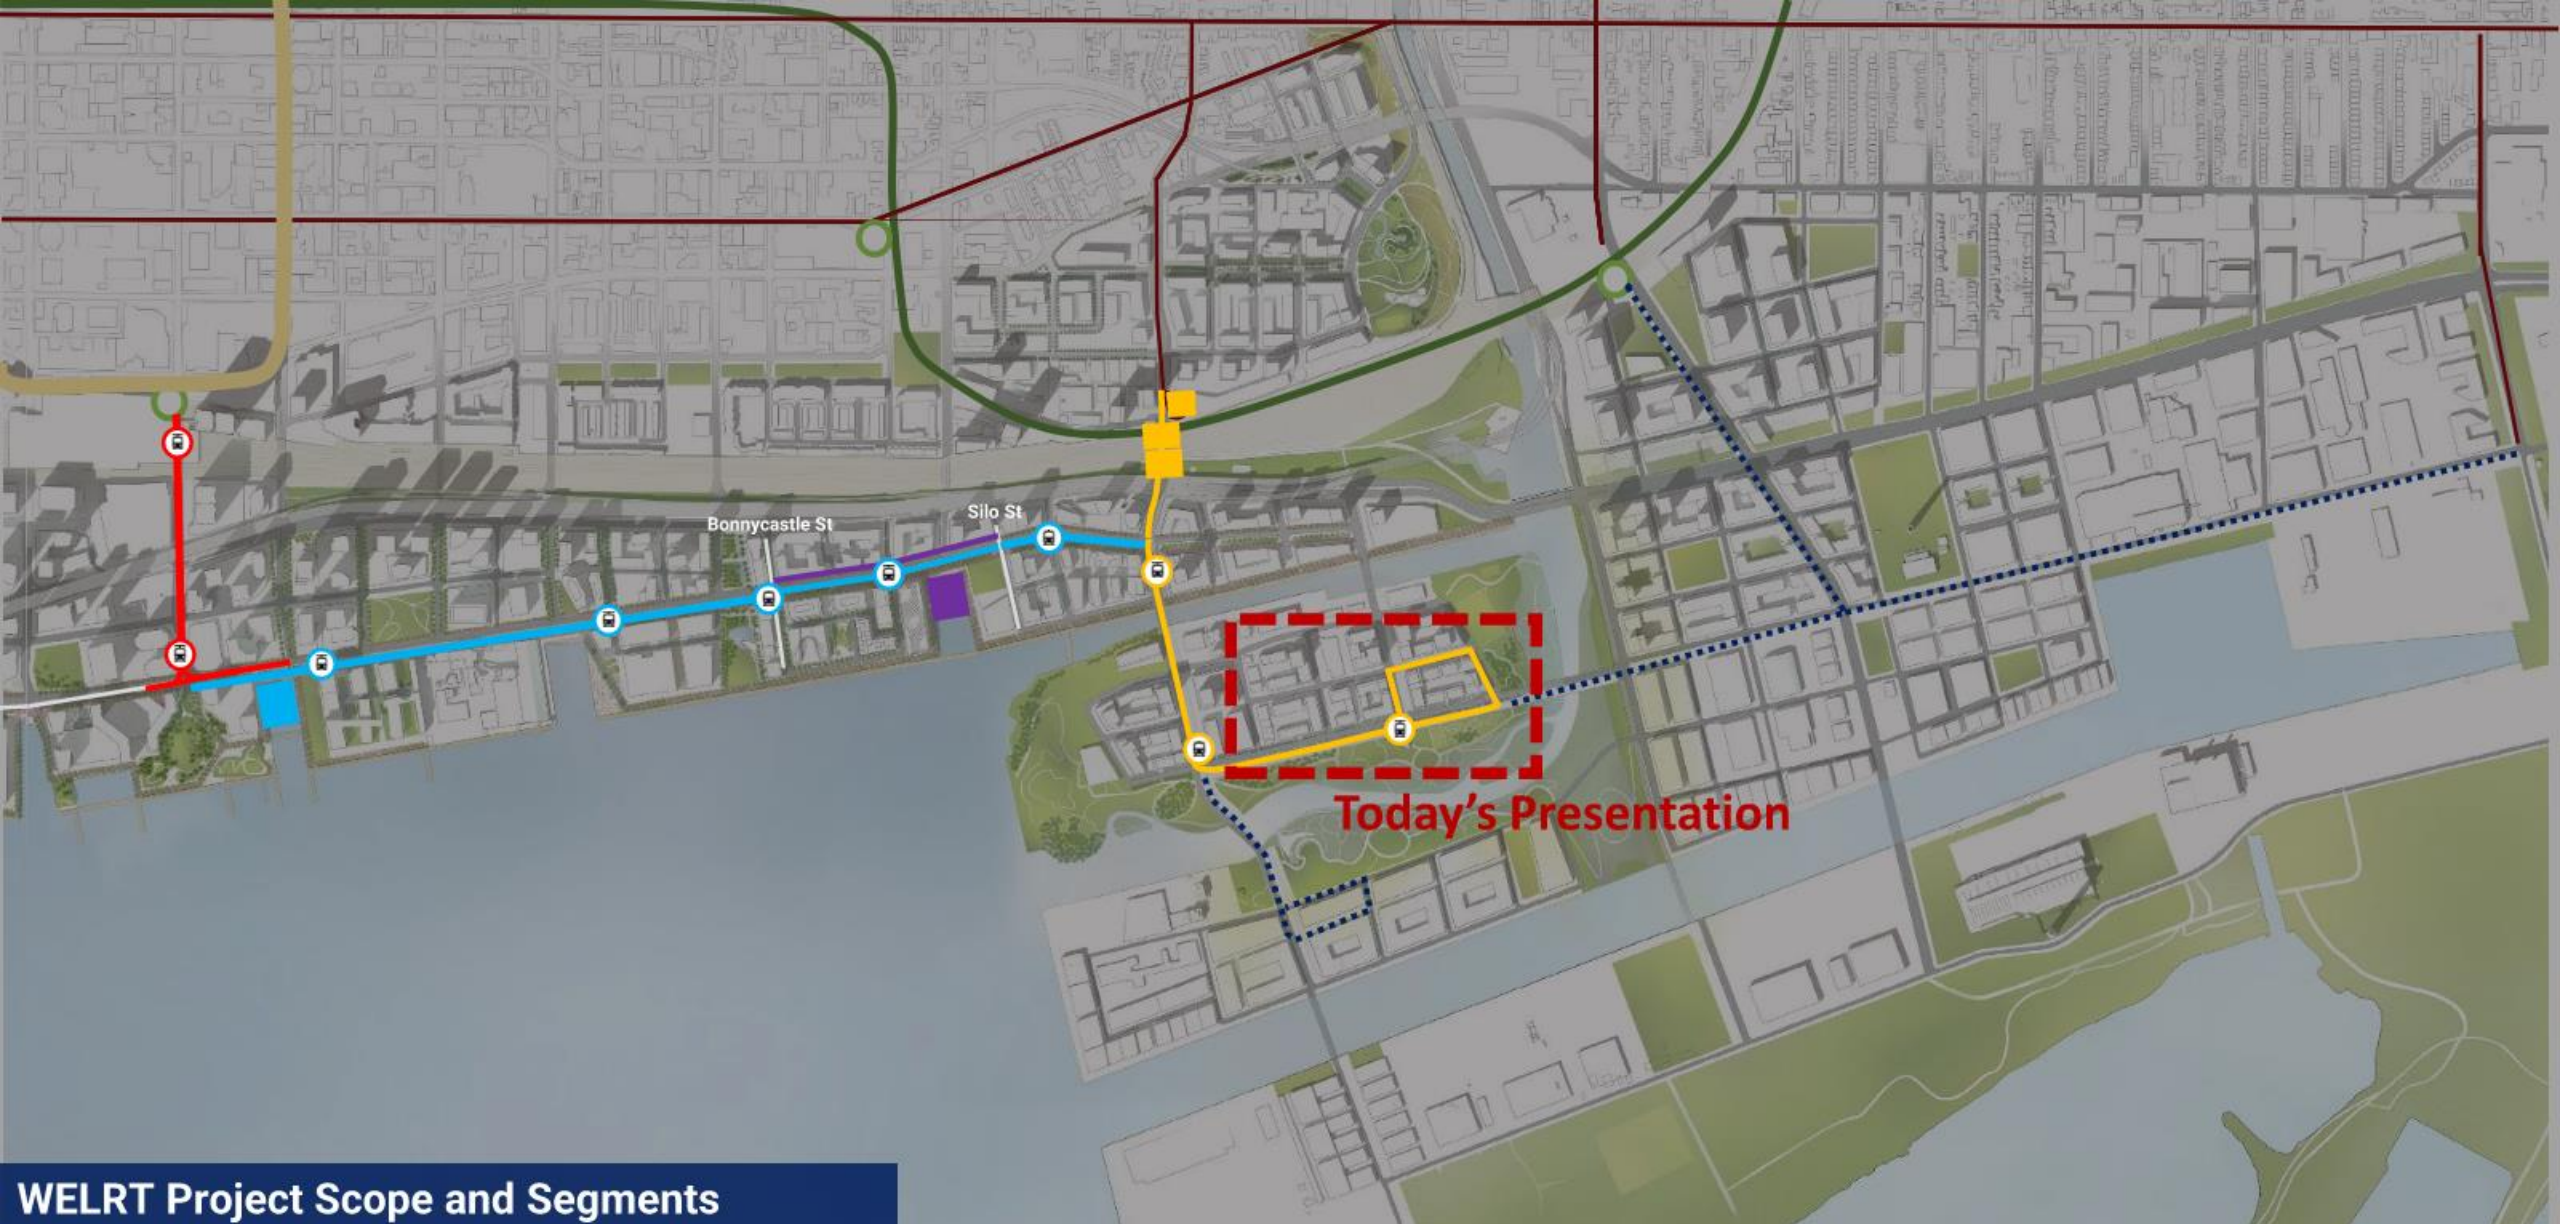 Bonnycastle St
Silo St
Today's Presentation
WELRT Project Scope and Segments